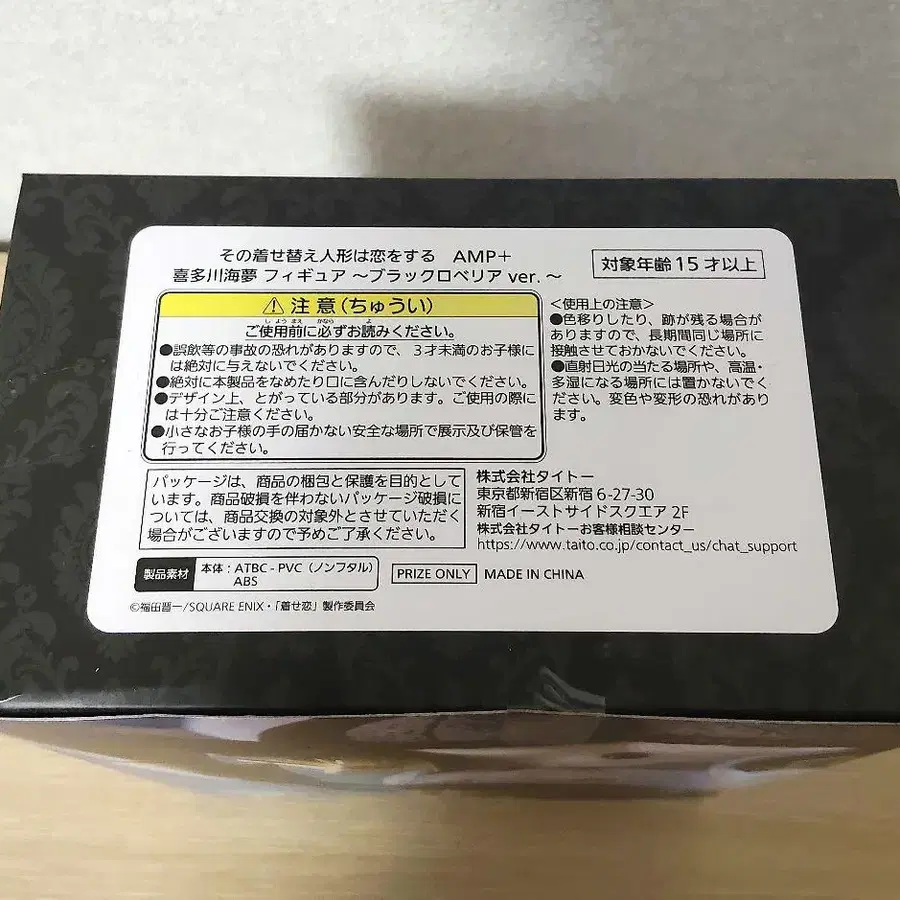 その着せ替え人形は恋をする AMP+
喜多川海夢 フィギュア ～ブラックロベリア ver.～
対象年齢15才以上
⚠ 注意(ちゅうい)
しようまえ かなら よ
ご使用前に必ずお読みください。
●誤飲等の事故の恐れがありますので、3才未満のお子様に
は絶対に与えないでください。
●絶対に本製品をなめたり口に含んだりしないでください。
●デザイン上、とがっている部分があります。ご使用の際に
は十分ご注意ください。
●小さなお子様の手の届かない安全な場所で展示及び保管を
行ってください。
＜使用上の注意＞
●色移りしたり、跡が残る場合が
ありますので、長期間同じ場所に
接触させておかないでください。
●直射日光の当たる場所や、高温・
多湿になる場所には置かないでく
ださい。変色や変形の恐れがあり
ます。
パッケージは、商品の梱包と保護を目的として
います。商品破損を伴わないパッケージ破損に
ついては、商品交換の対象外とさせていただく
場合がございますので予めご了承ください。
株式会社タイトー
東京都新宿区新宿6-27-30
新宿イーストサイドスクエア 2F
株式会社タイトーお客様相談センター
https://www.taito.co.jp/contact_us/chat_support
製品素材 本体：ATBC-PVC（ノンフタル）
ABS
PRIZE ONLY MADE IN CHINA
©福田晋一/SQUARE ENIX・「着せ恋」製作委員会